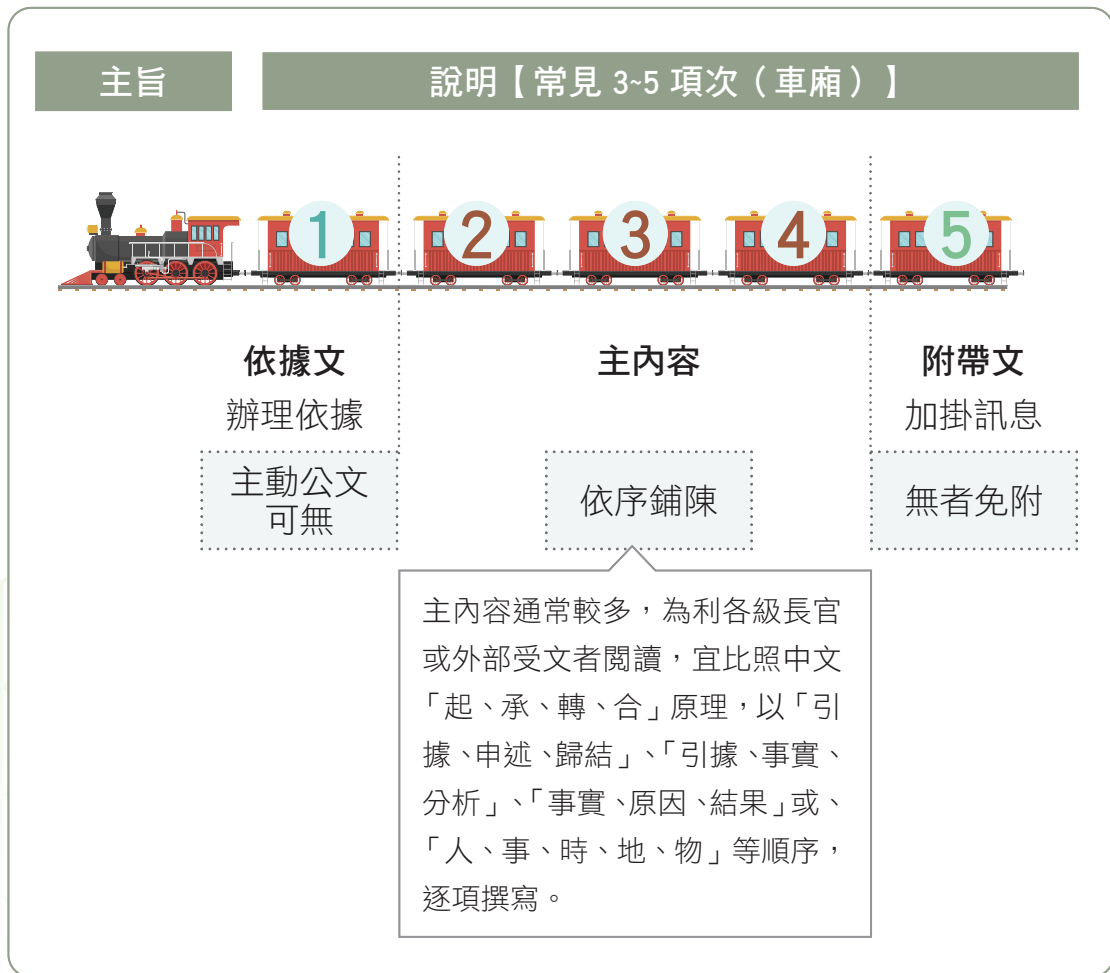 主旨
說明【常見 3~5 項次（車廂）】
1
2
3
4
5
依據文
辦理依據
主動公文
可無
主內容
依序鋪陳
附帶文
加掛訊息
無者免附
主內容通常較多，為利各級長官
或外部受文者閱讀，宜比照中文
「起、承、轉、合」原理，以「引
據、申述、歸結」、「引據、事實、
分析」、「事實、原因、結果」或、
「人、事、時、地、物」等順序，
逐項撰寫。